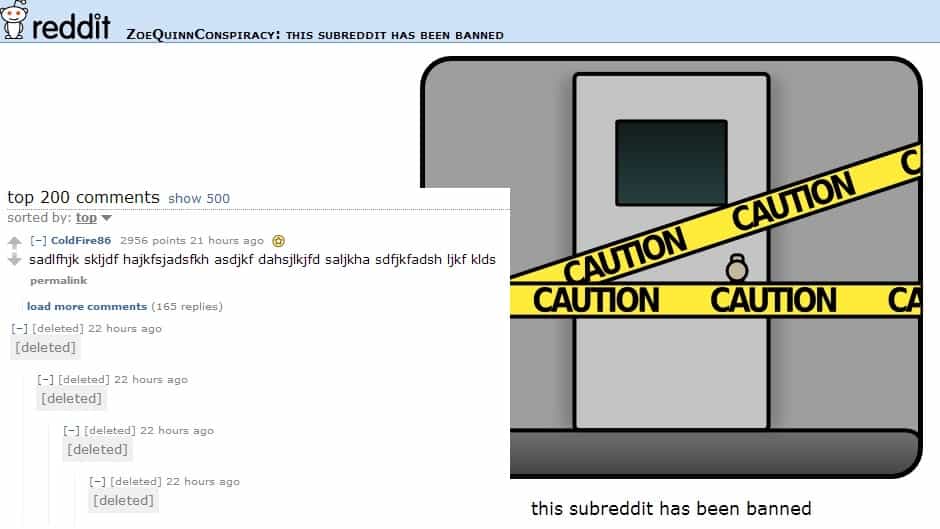 reddit ZoeQuinnConspiracy: this subreddit has been banned
top 200 comments show 500
sorted by: top
[–] ColdFire86 2956 points 21 hours ago
sadlfhjk skljdf hajkfsjadsfkh asdjkf dahsjlkjfd saljkha sdfjkfadsh ljkf klds
permalink
load more comments (165 replies)
[–] [deleted] 22 hours ago
[deleted]
[–] [deleted] 22 hours ago
[deleted]
[–] [deleted] 22 hours ago
[deleted]
[–] [deleted] 22 hours ago
[deleted]
CAUTION CAUTION C
CAUTION CAUTION CA
this subreddit has been banned